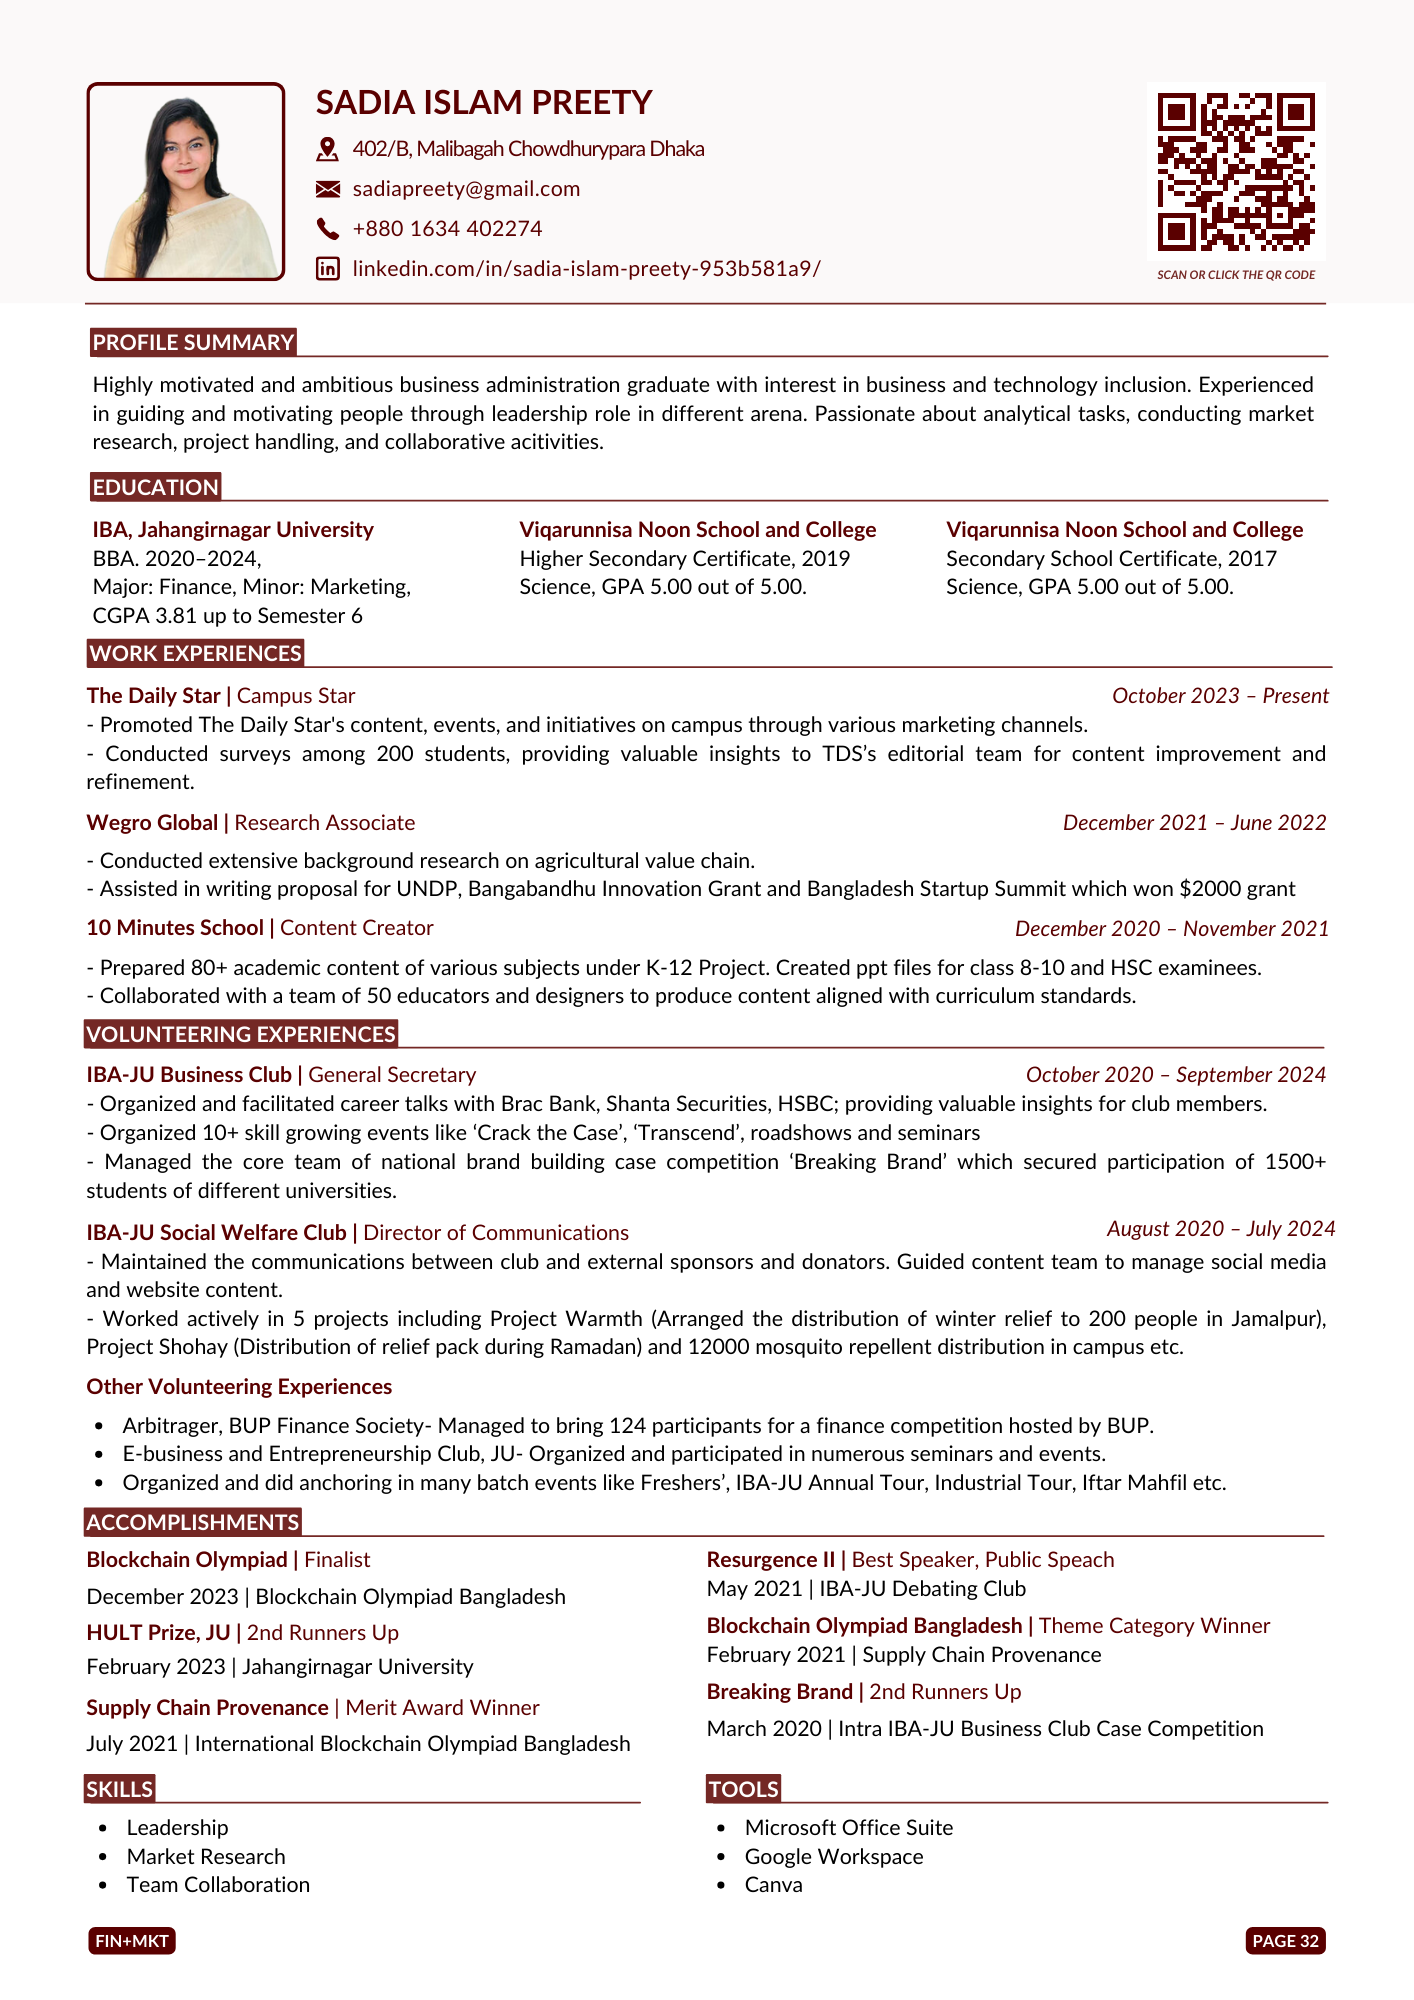 SADIA ISLAM PREETY
402/B, Malibagah Chowdhurypara Dhaka
sadiapreety@gmail.com
+880 1634 402274
linkedin.com/in/sadia-islam-preety-953b581a9/
SCAN OR CLICK THE QR CODE
PROFILE SUMMARY
Highly motivated and ambitious business administration graduate with interest in business and technology inclusion. Experienced
in guiding and motivating people through leadership role in different arena. Passionate about analytical tasks, conducting market
research, project handling, and collaborative acitivities.
EDUCATION
IBA, Jahangirnagar University
BBA. 2020–2024,
Major: Finance, Minor: Marketing,
CGPA 3.81 up to Semester 6
Viqarunnisa Noon School and College
Higher Secondary Certificate, 2019
Science, GPA 5.00 out of 5.00.
Viqarunnisa Noon School and College
Secondary School Certificate, 2017
Science, GPA 5.00 out of 5.00.
WORK EXPERIENCES
The Daily Star | Campus Star October 2023 – Present
- Promoted The Daily Star's content, events, and initiatives on campus through various marketing channels.
- Conducted surveys among 200 students, providing valuable insights to TDS’s editorial team for content improvement and
refinement.
Wegro Global | Research Associate December 2021 – June 2022
- Conducted extensive background research on agricultural value chain.
- Assisted in writing proposal for UNDP, Bangabandhu Innovation Grant and Bangladesh Startup Summit which won $2000 grant
10 Minutes School | Content Creator December 2020 – November 2021
- Prepared 80+ academic content of various subjects under K-12 Project. Created ppt files for class 8-10 and HSC examinees.
- Collaborated with a team of 50 educators and designers to produce content aligned with curriculum standards.
VOLUNTEERING EXPERIENCES
IBA-JU Business Club | General Secretary October 2020 – September 2024
- Organized and facilitated career talks with Brac Bank, Shanta Securities, HSBC; providing valuable insights for club members.
- Organized 10+ skill growing events like ‘Crack the Case’, ‘Transcend’, roadshows and seminars
- Managed the core team of national brand building case competition ‘Breaking Brand’ which secured participation of 1500+
students of different universities.
IBA-JU Social Welfare Club | Director of Communications August 2020 – July 2024
- Maintained the communications between club and external sponsors and donators. Guided content team to manage social media
and website content.
- Worked actively in 5 projects including Project Warmth (Arranged the distribution of winter relief to 200 people in Jamalpur),
Project Shohay (Distribution of relief pack during Ramadan) and 12000 mosquito repellent distribution in campus etc.
Other Volunteering Experiences
• Arbitrager, BUP Finance Society- Managed to bring 124 participants for a finance competition hosted by BUP.
• E-business and Entrepreneurship Club, JU- Organized and participated in numerous seminars and events.
• Organized and did anchoring in many batch events like Freshers’, IBA-JU Annual Tour, Industrial Tour, Iftar Mahfil etc.
ACCOMPLISHMENTS
Blockchain Olympiad | Finalist
December 2023 | Blockchain Olympiad Bangladesh
HULT Prize, JU | 2nd Runners Up
February 2023 | Jahangirnagar University
Supply Chain Provenance | Merit Award Winner
July 2021 | International Blockchain Olympiad Bangladesh
Resurgence II | Best Speaker, Public Speach
May 2021 | IBA-JU Debating Club
Blockchain Olympiad Bangladesh | Theme Category Winner
February 2021 | Supply Chain Provenance
Breaking Brand | 2nd Runners Up
March 2020 | Intra IBA-JU Business Club Case Competition
SKILLS
• Leadership
• Market Research
• Team Collaboration
TOOLS
• Microsoft Office Suite
• Google Workspace
• Canva
FIN+MKT
PAGE 32